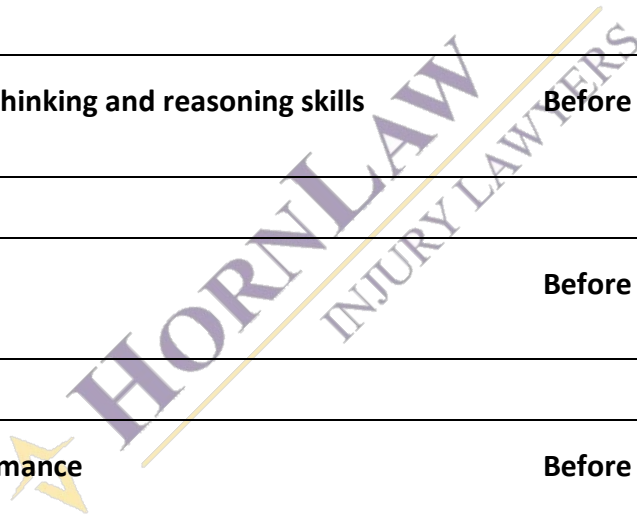 hinking and reasoning skills Before
Before
mance Before
HORNLAW
INJURY LAWYERS